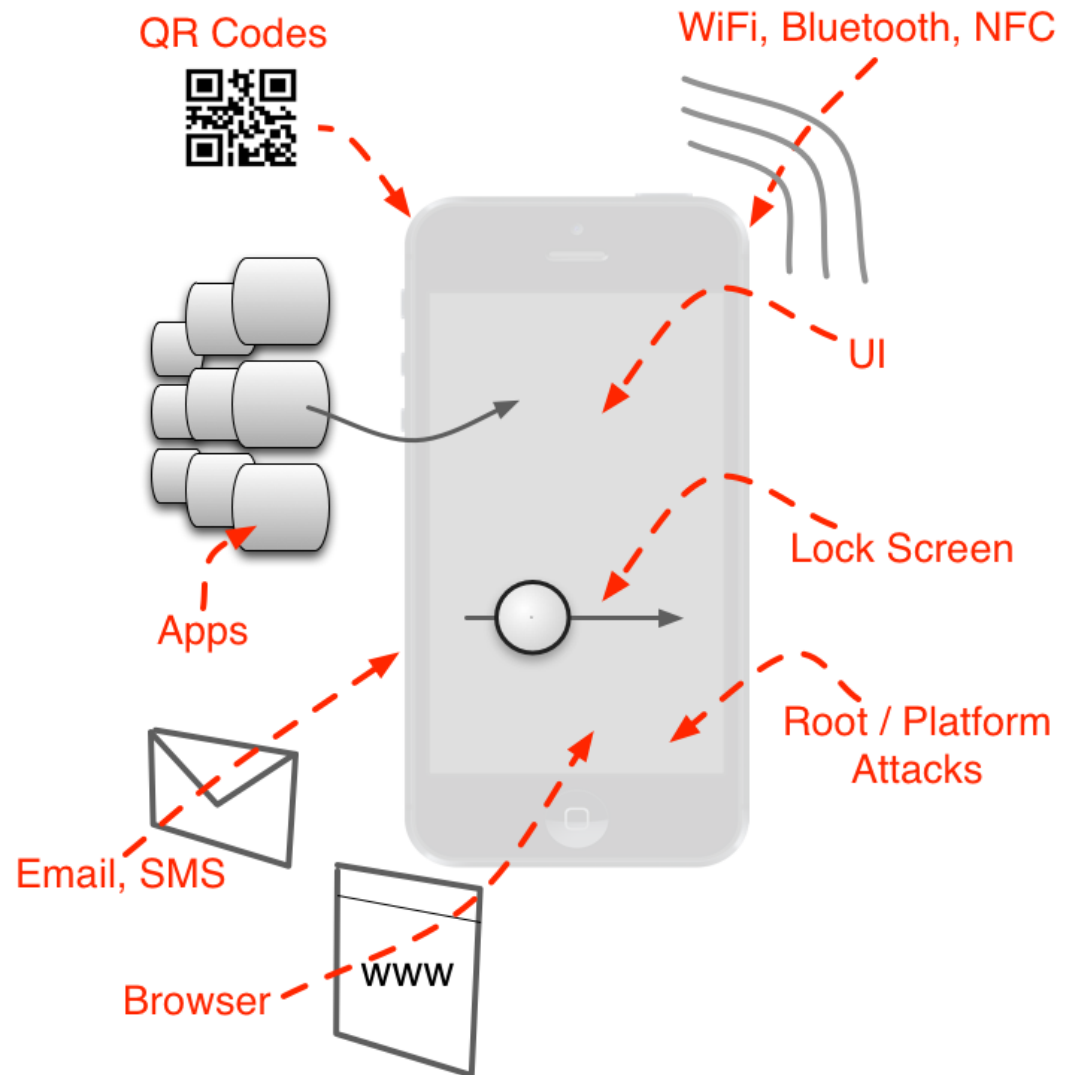 QR Codes
WiFi, Bluetooth, NFC
UI
Lock Screen
Apps
Root / Platform
Attacks
Email, SMS
www
Browser